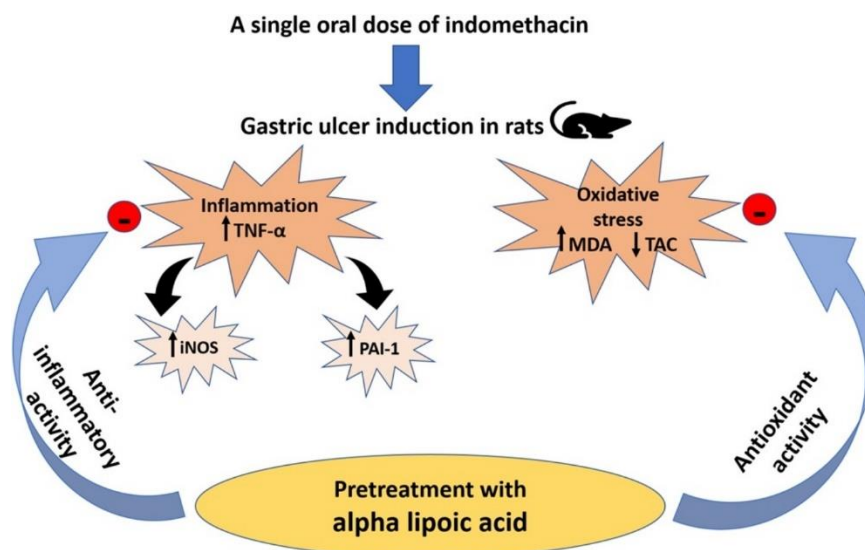 A single oral dose of indomethacin
Gastric ulcer induction in rats
-
Inflammation
↑ TNF-α
Oxidative
stress
↑ MDA ↓ TAC
-
↑ iNOS
↑ PAI-1
Anti-
inflammatory
activity
Antioxidant
activity
Pretreatment with
alpha lipoic acid